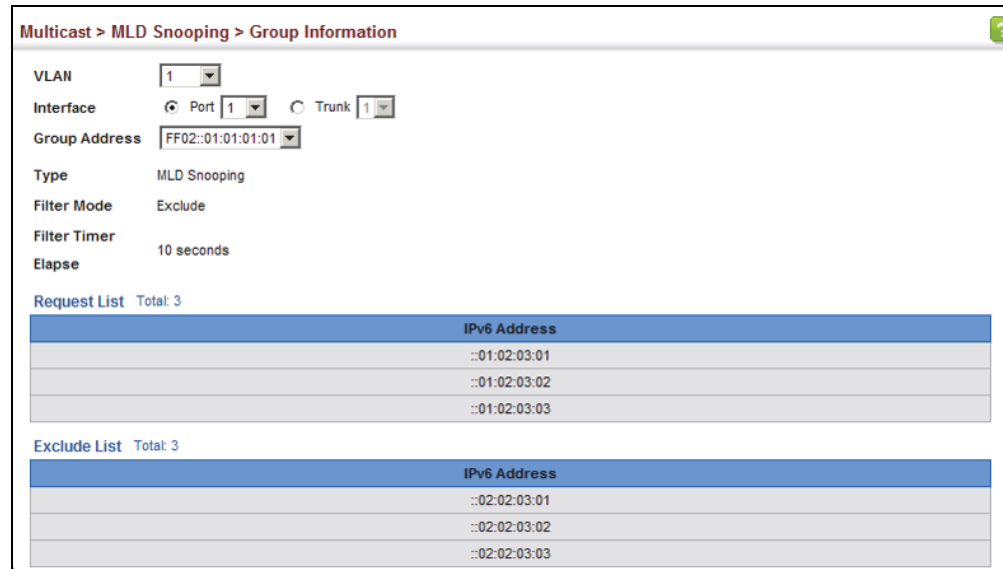 Multicast > MLD Snooping > Group Information ?
VLAN 1
Interface Port 1 Trunk 1
Group Address FF02::01:01:01:01
Type MLD Snooping
Filter Mode Exclude
Filter Timer
Elapse 10 seconds
Request List Total: 3
IPv6 Address
::01:02:03:01
::01:02:03:02
::01:02:03:03
Exclude List Total: 3
IPv6 Address
::02:02:03:01
::02:02:03:02
::02:02:03:03